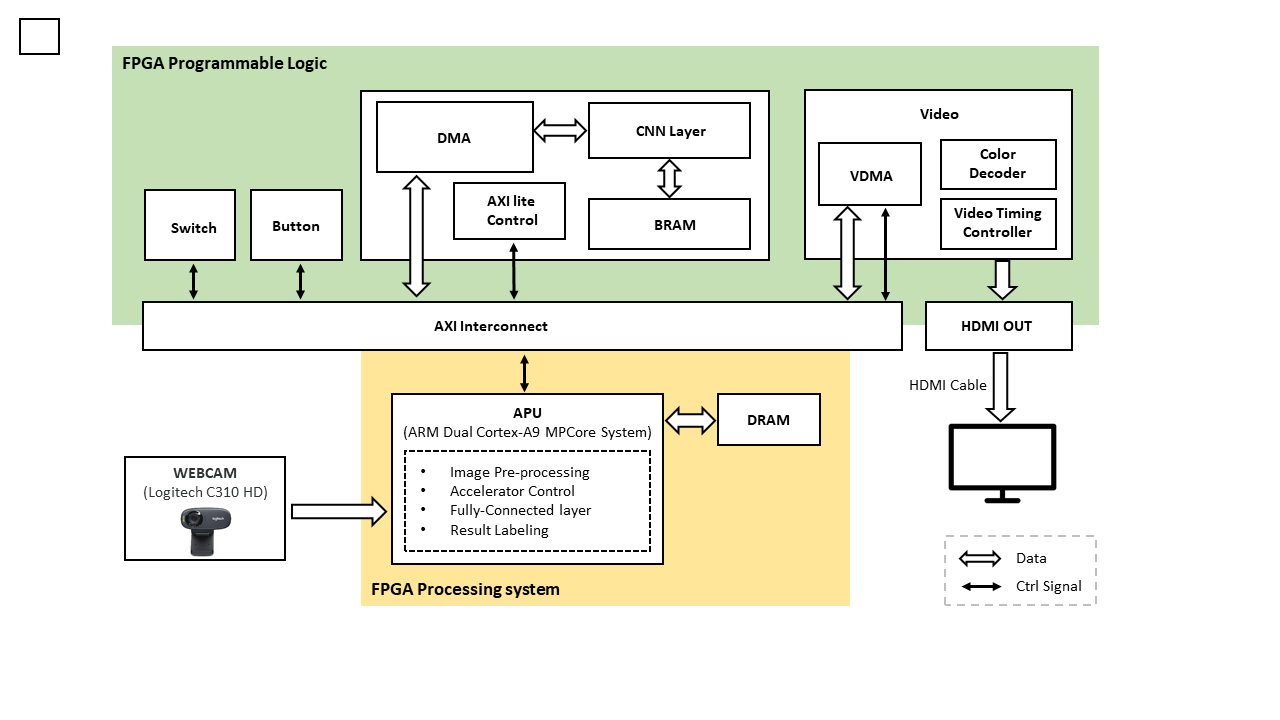 FPGA Programmable Logic
DMA
CNN Layer
AXI lite
Control
BRAM
Video
VDMA
Color
Decoder
Video Timing
Controller
Switch
Button
AXI Interconnect
HDMI OUT
HDMI Cable
APU
(ARM Dual Cortex-A9 MPCore System)
• Image Pre-processing
• Accelerator Control
• Fully-Connected layer
• Result Labeling
DRAM
WEBCAM
(Logitech C310 HD)
FPGA Processing system
Data
Ctrl Signal